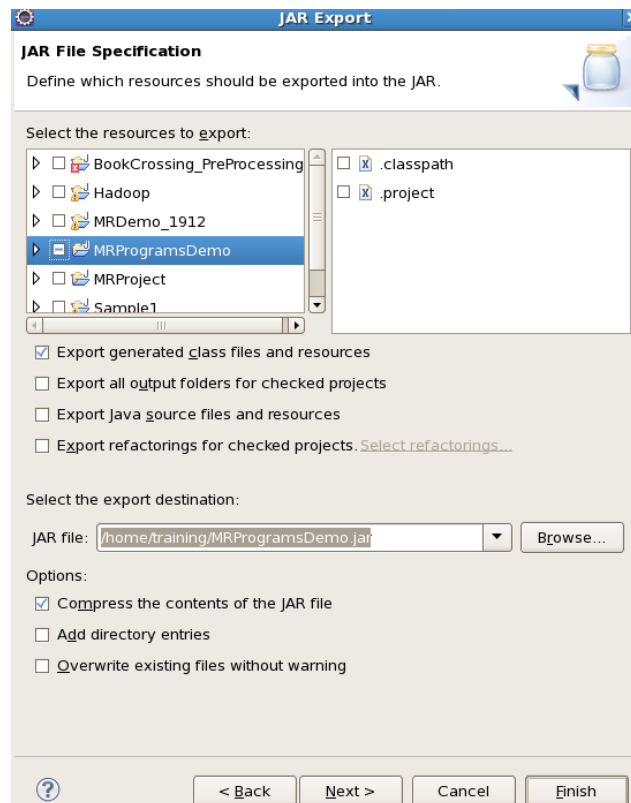 JAR Export
JAR File Specification
Define which resources should be exported into the JAR.
Select the resources to export:
BookCrossing_PreProcessing
Hadoop
MRDemo_1912
MRProgramsDemo
MRProject
Sample1
.classpath
.project
Export generated class files and resources
Export all output folders for checked projects
Export Java source files and resources
Export refactorings for checked projects. Select refactorings...
Select the export destination:
JAR file: /home/training/MRProgramsDemo.jar Browse...
Options:
Compress the contents of the JAR file
Add directory entries
Overwrite existing files without warning
? < Back Next > Cancel Finish